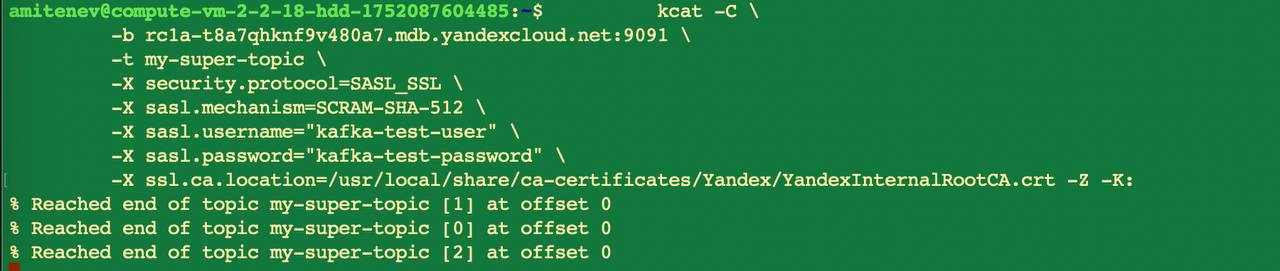 amitenev@compute-vm-2-2-18-hdd-1752087604485:~$ kcat -C \
-b rc1a-t8a7qhknf9v480a7.mdb.yandexcloud.net:9091 \
-t my-super-topic \
-X security.protocol=SASL_SSL \
-X sasl.mechanism=SCRAM-SHA-512 \
-X sasl.username="kafka-test-user" \
-X sasl.password="kafka-test-password" \
-X ssl.ca.location=/usr/local/share/ca-certificates/Yandex/YandexInternalRootCA.crt -Z -K:
% Reached end of topic my-super-topic [1] at offset 0
% Reached end of topic my-super-topic [0] at offset 0
% Reached end of topic my-super-topic [2] at offset 0